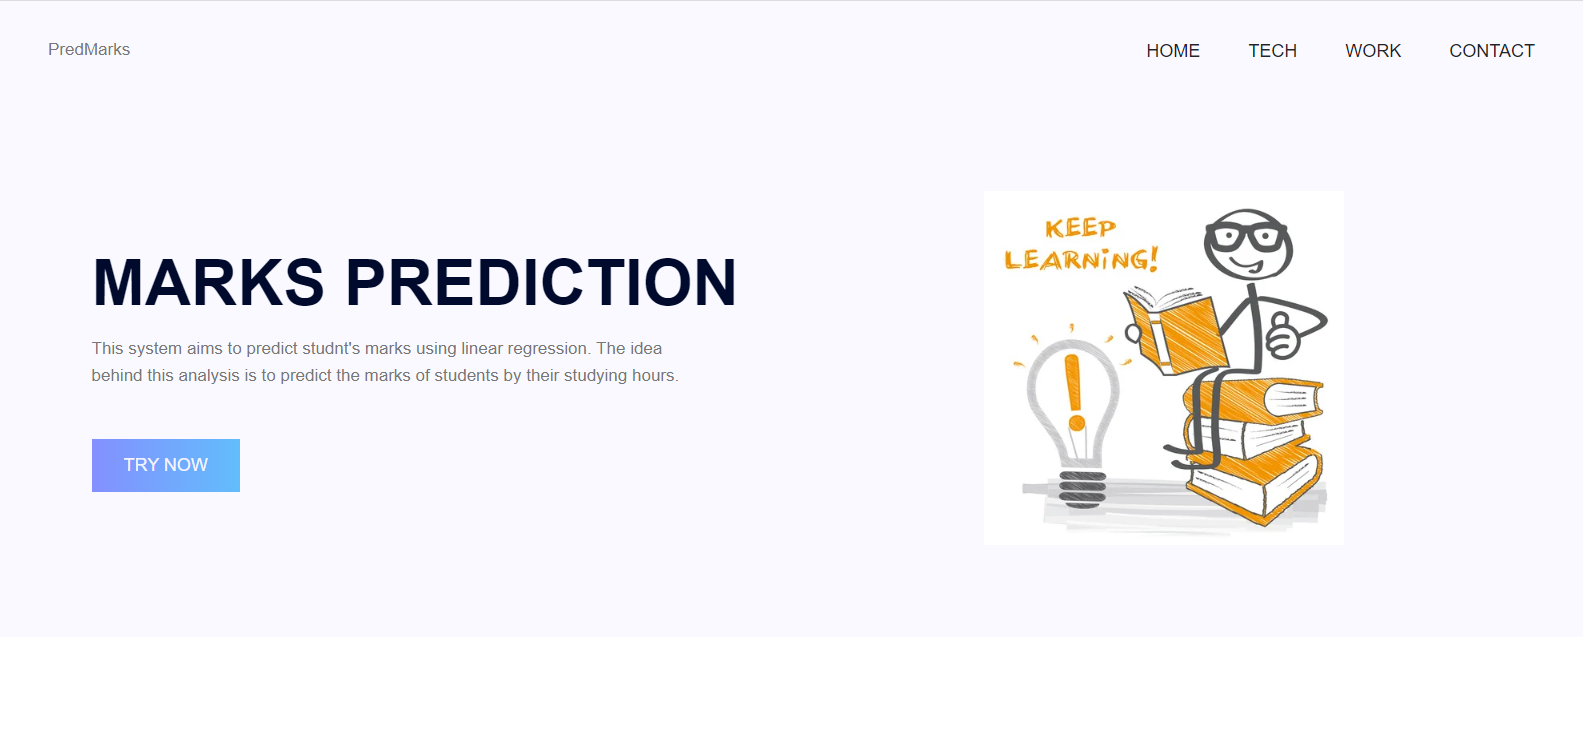 PredMarks
HOME TECH WORK CONTACT
KEEP
LEARNiNG!
MARKS PREDICTION
This system aims to predict studnt's marks using linear regression. The idea
behind this analysis is to predict the marks of students by their studying hours.
TRY NOW